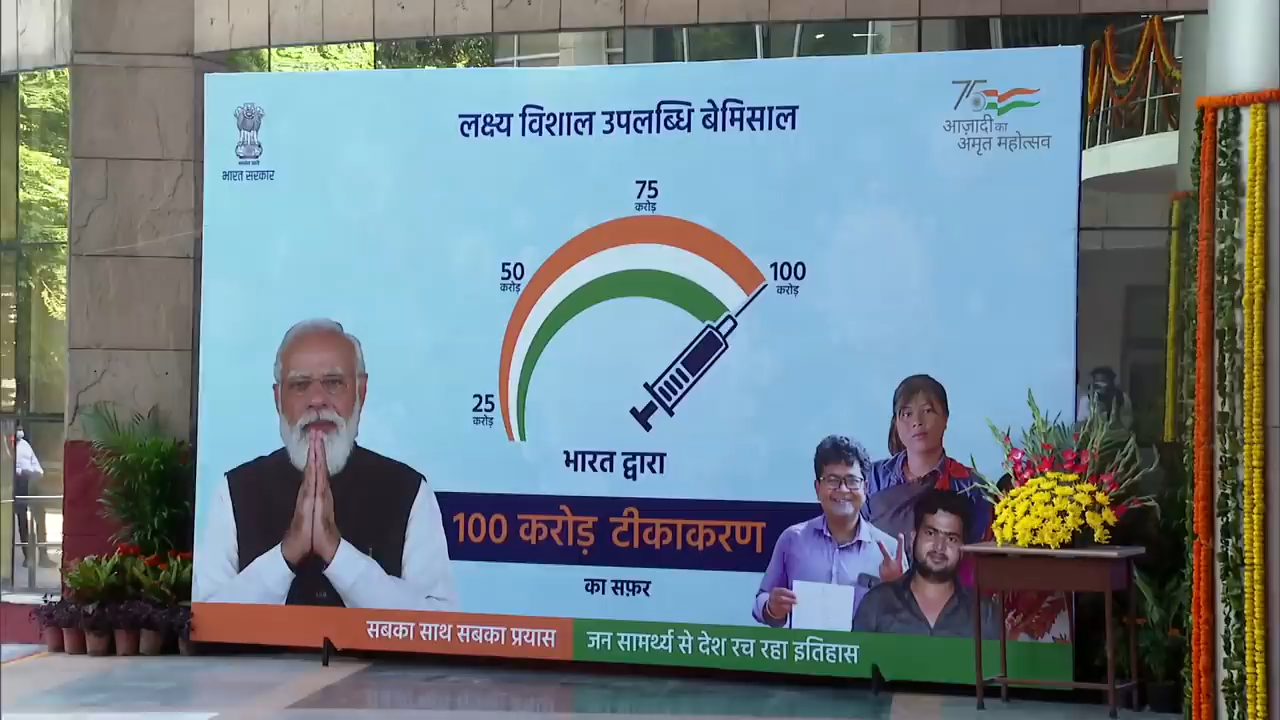 लक्ष्य विशाल उपलब्धि बेमिसाल
भारत सरकार
75
आज़ादी का
अमृत महोत्सव
75
करोड़
50
करोड़
100
करोड़
25
करोड़
भारत द्वारा
100 करोड़ टीकाकरण
का सफ़र
सबका साथ सबका प्रयास
जन सामर्थ्य से देश रच रहा इतिहास